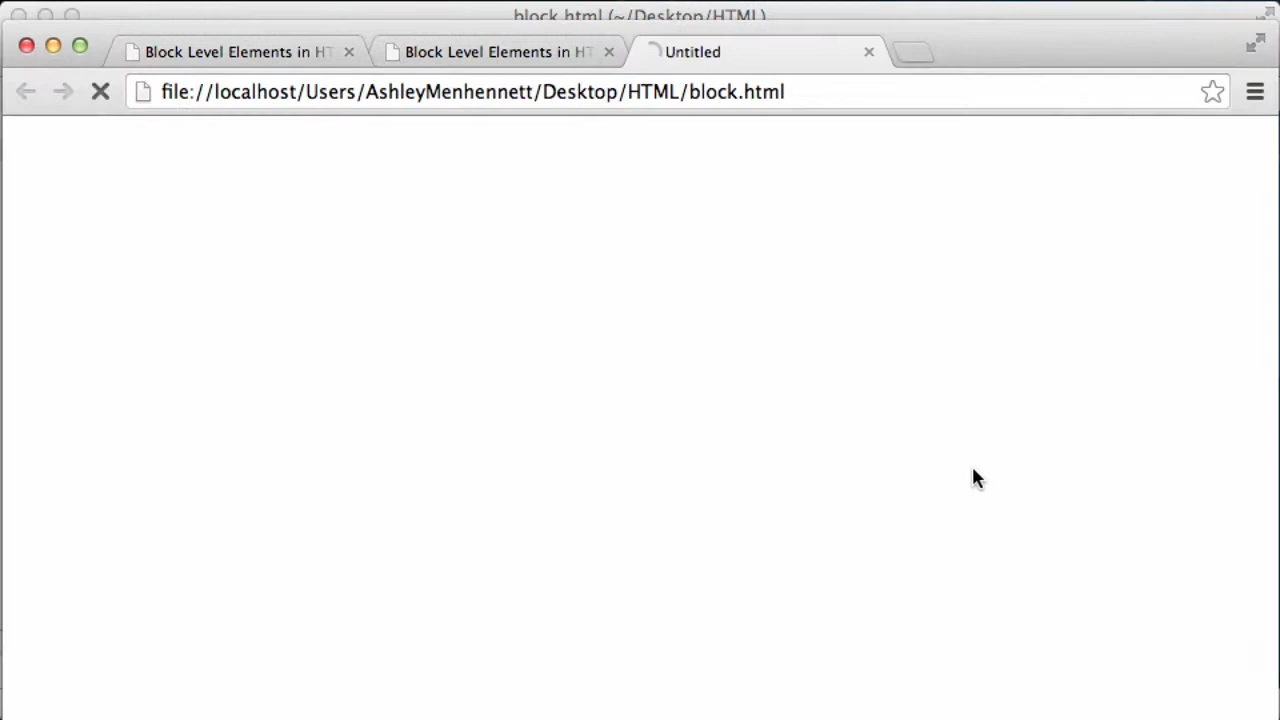 block.html (~/Desktop/HTML)
Block Level Elements in HT
Block Level Elements in HT
Untitled
file://localhost/Users/AshleyMenhennett/Desktop/HTML/block.html